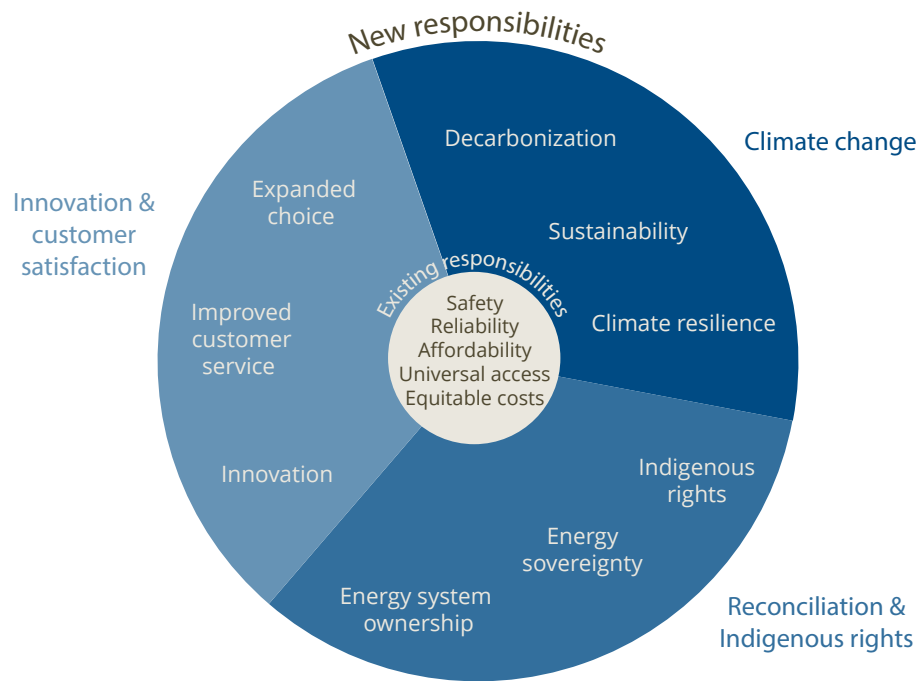 New responsibilities
Decarbonization
Sustainability
Climate resilience
Climate change
Indigenous
rights
Energy
sovereignty
Energy system
ownership
Reconciliation &
Indigenous rights
Expanded
choice
Improved
customer
service
Innovation
Innovation &
customer
satisfaction
Existing responsibilities
Safety
Reliability
Affordability
Universal access
Equitable costs